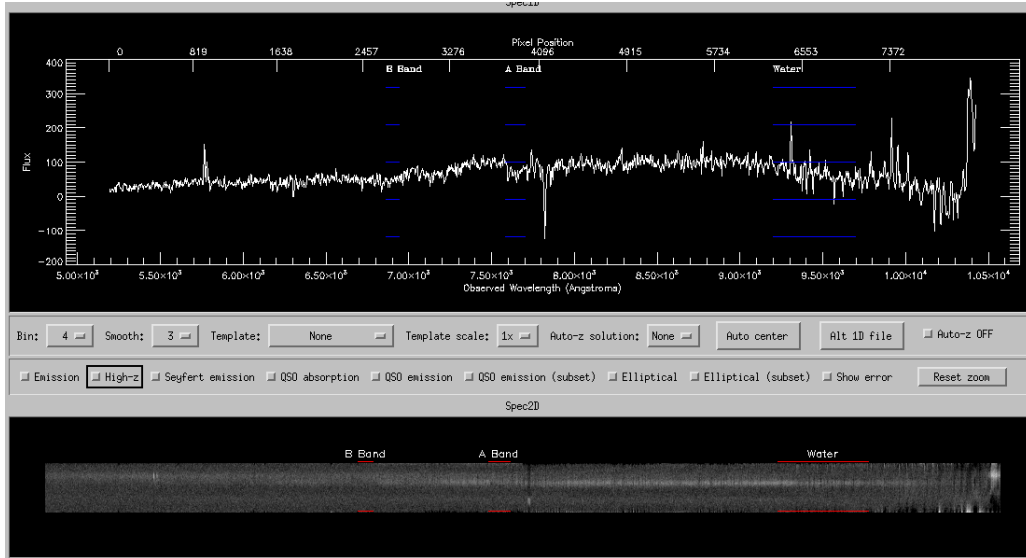 Spec1D
Pixel Position
0 819 1638 2457 3276 4096 4915 5734 6553 7372
B Band A Band Water
400
300
200
100
0
-100
-200
Flux
5.00×10³ 5.50×10³ 6.00×10³ 6.50×10³ 7.00×10³ 7.50×10³ 8.00×10³ 8.50×10³ 9.00×10³ 9.50×10³ 1.00×10⁴ 1.05×10⁴
Observed Wavelength (Angstroms)
Bin: 4 Smooth: 3 Template: None Template scale: 1x Auto-z solution: None Auto center Alt 1D file Auto-z OFF
Emission High-z Seyfert emission QSO absorption QSO emission QSO emission (subset) Elliptical Elliptical (subset) Show error Reset zoom
Spec2D
B Band A Band Water